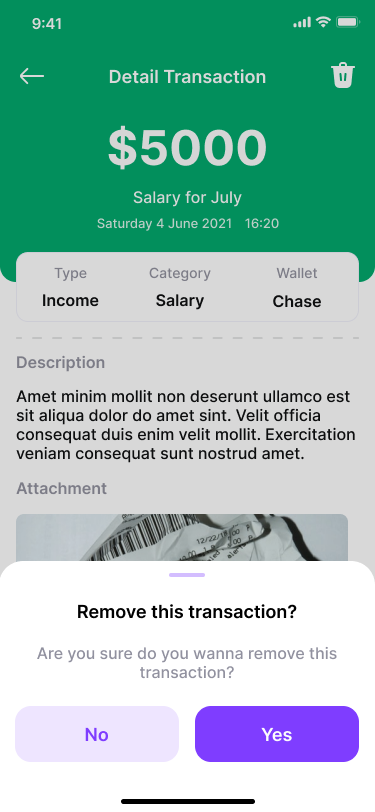 9:41
Detail Transaction
$5000
Salary for July
Saturday 4 June 2021 16:20
Type Category Wallet
Income Salary Chase
Description
Amet minim mollit non deserunt ullamco est
sit aliqua dolor do amet sint. Velit officia
consequat duis enim velit mollit. Exercitation
veniam consequat sunt nostrud amet.
Attachment
12/22/
Remove this transaction?
Are you sure do you wanna remove this
transaction?
No Yes